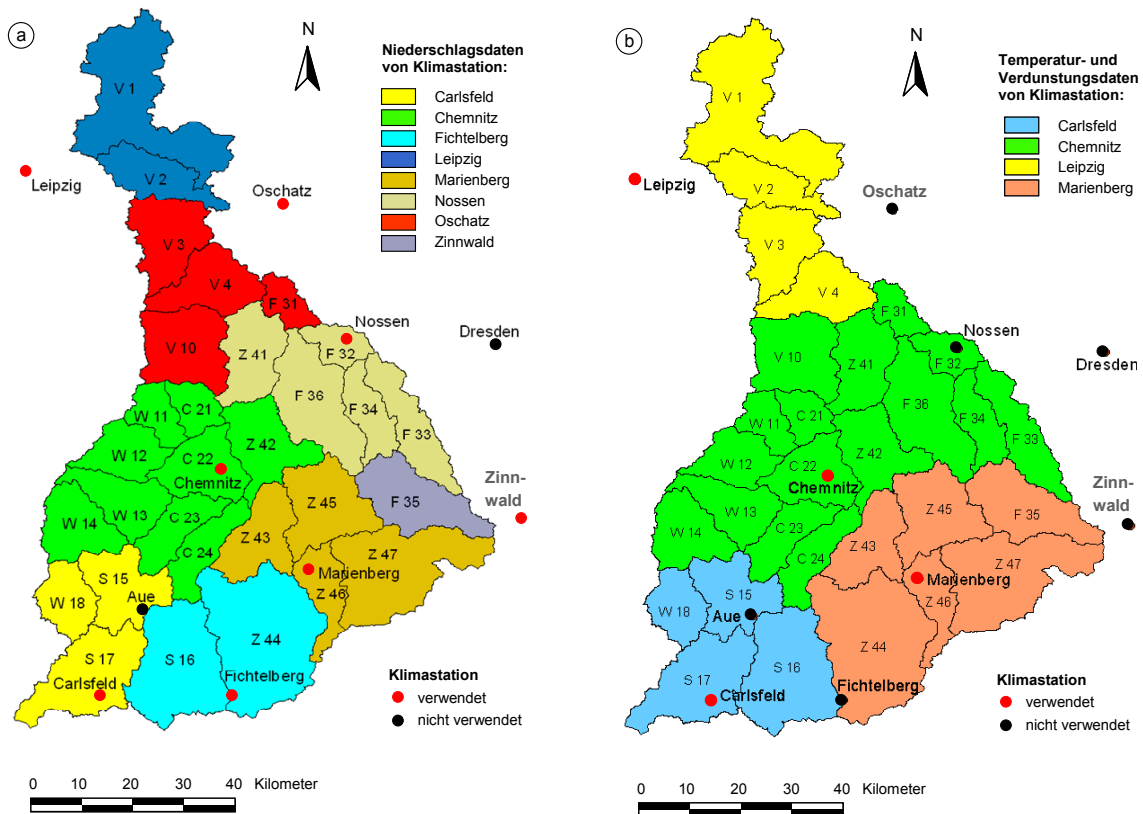 a
N
Niederschlagsdaten
von Klimastation:
Carlsfeld
Chemnitz
Fichtelberg
Leipzig
Marienberg
Nossen
Oschatz
Zinnwald
V 1
Leipzig
V 2
Oschatz
V 3
V 4
F 31
Nossen
V 10
Z 41
F 32
Dresden
F 36
W 11
C 21
F 34
F 33
W 12
C 22
Z 42
Chemnitz
Zinn-
wald
Z 45
F 35
W 14
W 13
C 23
Z 43
C 24
Z 47
S 15
Marienberg
W 18
Aue
Z 46
Z 44
S 17
S 16
Carlsfeld
Fichtelberg
Klimastation
verwendet
nicht verwendet
0 10 20 30 40 Kilometer
b
N
Temperatur- und
Verdunstungsdaten
von Klimastation:
Carlsfeld
Chemnitz
Leipzig
Marienberg
V 1
Leipzig
V 2
Oschatz
V 3
V 4
F 31
Nossen
V 10
Z 41
F 32
Dresden
F 36
W 11
C 21
F 34
F 33
W 12
C 22
Z 42
Chemnitz
Zinn-
wald
Z 45
F 35
W 14
W 13
C 23
Z 43
C 24
Z 47
Marienberg
S 15
W 18
Aue
Z 46
Z 44
S 16
S 17
Carlsfeld
Fichtelberg
Klimastation
verwendet
nicht verwendet
0 10 20 30 40 Kilometer